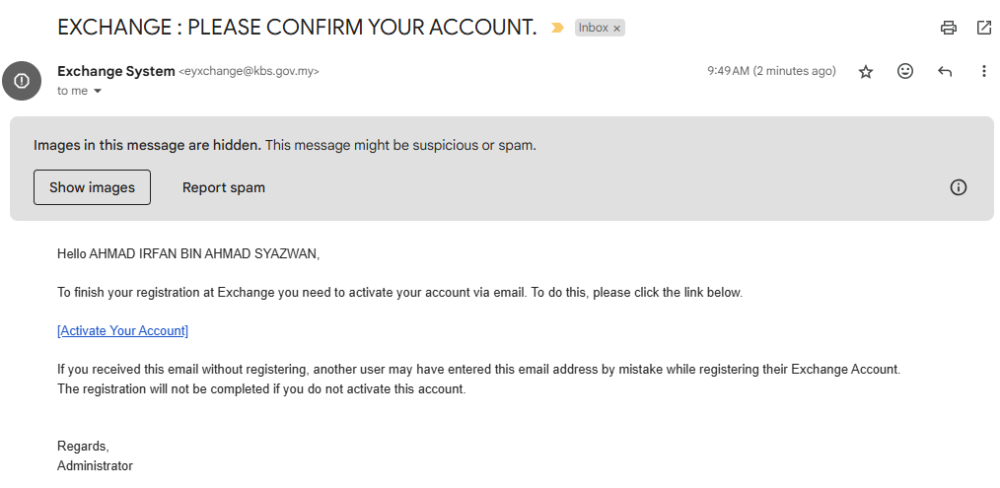 EXCHANGE : PLEASE CONFIRM YOUR ACCOUNT. Inbox ×
Exchange System <eyxchange@kbs.gov.my> 9:49 AM (2 minutes ago)
to me
Images in this message are hidden. This message might be suspicious or spam.
Show images Report spam
Hello AHMAD IRFAN BIN AHMAD SYAZWAN,
To finish your registration at Exchange you need to activate your account via email. To do this, please click the link below.
[Activate Your Account]
If you received this email without registering, another user may have entered this email address by mistake while registering their Exchange Account.
The registration will not be completed if you do not activate this account.
Regards,
Administrator